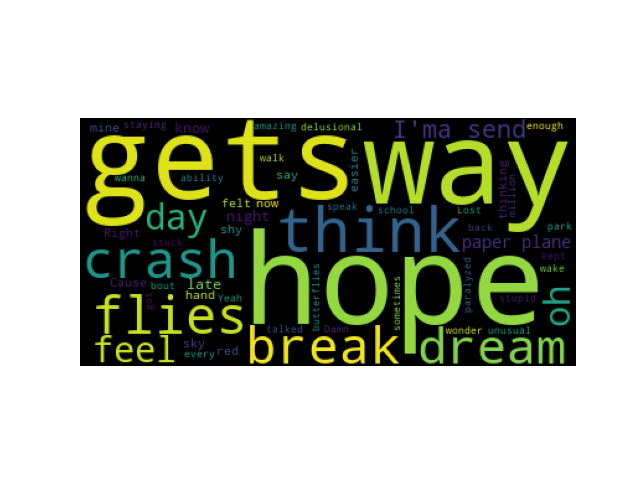 mine staying know amazing delusional I'ma send enough
gets way
walk
wanna ability say easier thinking million
felt now speak school Lost
day night think back park
Right shy paper plane
stuck kept
crash hope wake
Cause bout late butterflies sometimes paralyzed stupid oh
got hand Yeah
flies
talked Damn wonder unusual
feel sky red break dream
every